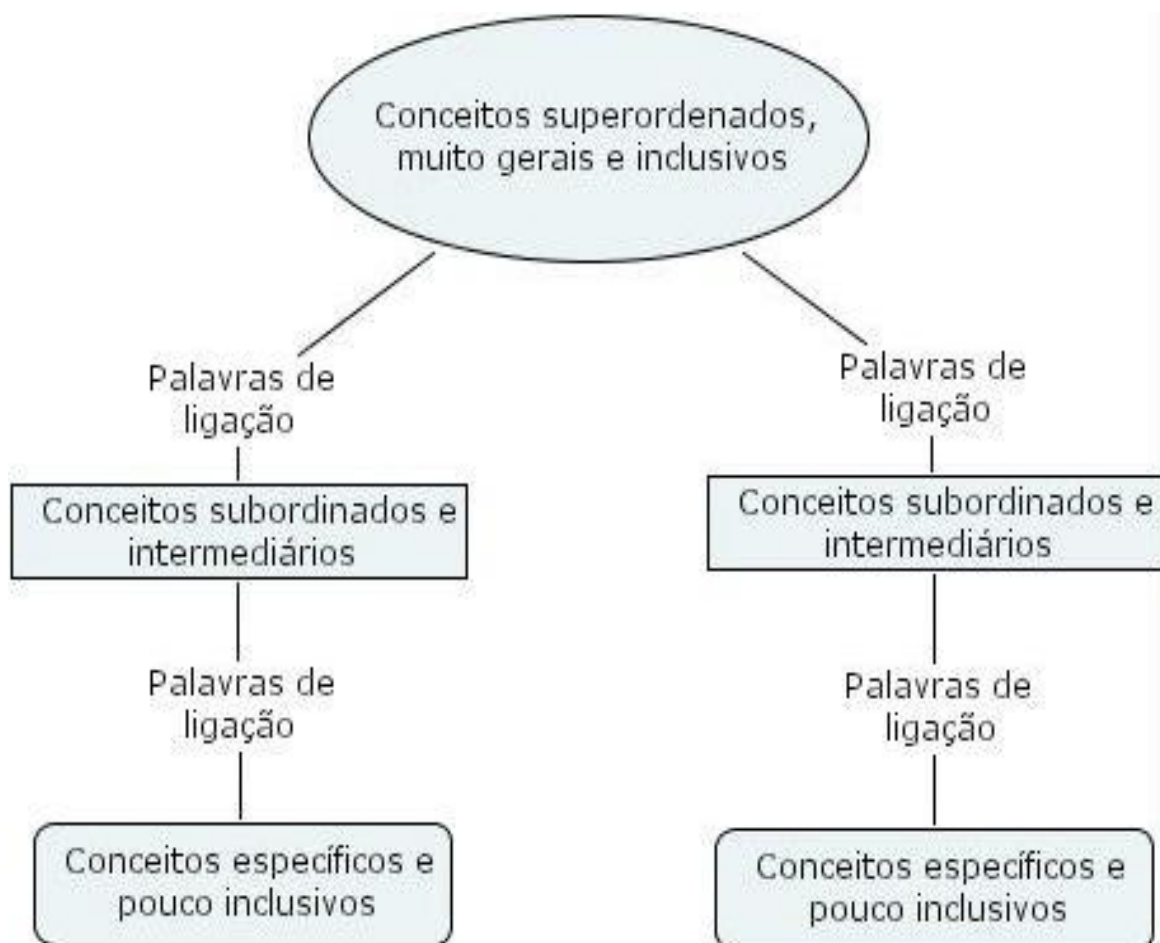 Conceitos superordenados,
muito gerais e inclusivos
Palavras de
ligação
Palavras de
ligação
Conceitos subordinados e
intermediários
Conceitos subordinados e
intermediários
Palavras de
ligação
Palavras de
ligação
Conceitos específicos e
pouco inclusivos
Conceitos específicos e
pouco inclusivos